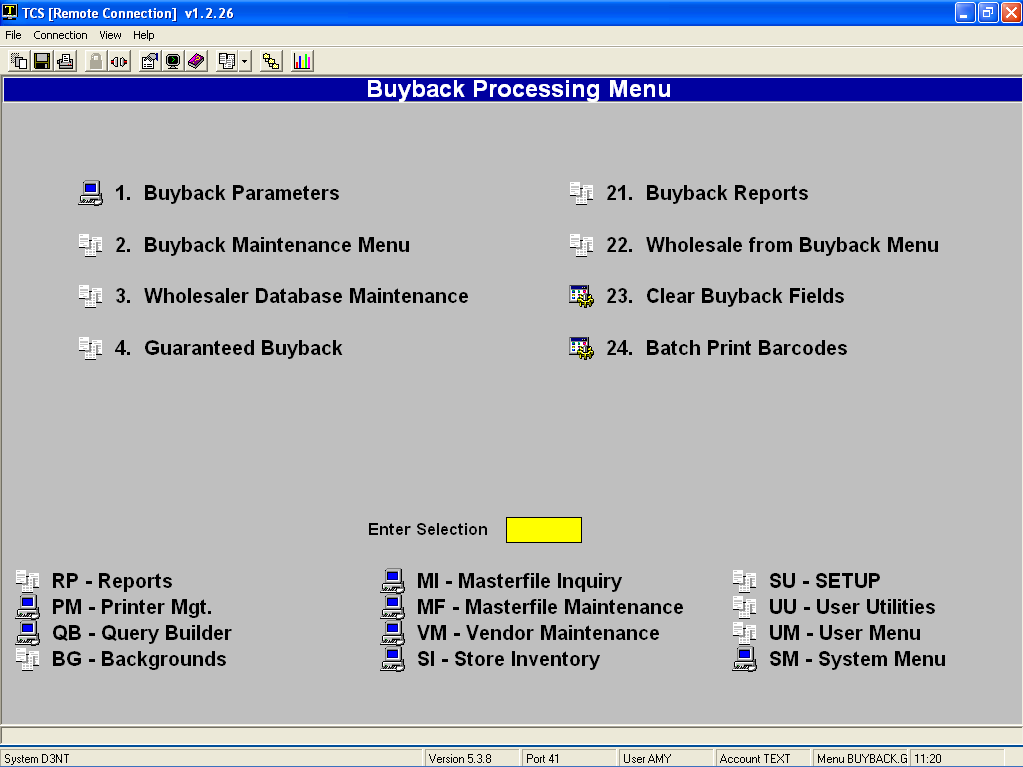 TCS [Remote Connection] v1.2.26
File Connection View Help
Buyback Processing Menu
1. Buyback Parameters
2. Buyback Maintenance Menu
3. Wholesaler Database Maintenance
4. Guaranteed Buyback
21. Buyback Reports
22. Wholesale from Buyback Menu
23. Clear Buyback Fields
24. Batch Print Barcodes
Enter Selection
RP - Reports
PM - Printer Mgt.
QB - Query Builder
BG - Backgrounds
MI - Masterfile Inquiry
MF - Masterfile Maintenance
VM - Vendor Maintenance
SI - Store Inventory
SU - SETUP
UU - User Utilities
UM - User Menu
SM - System Menu
System D3NT Version 5.3.8 Port 41 User AMY Account TEXT Menu BUYBACK.G 11:20